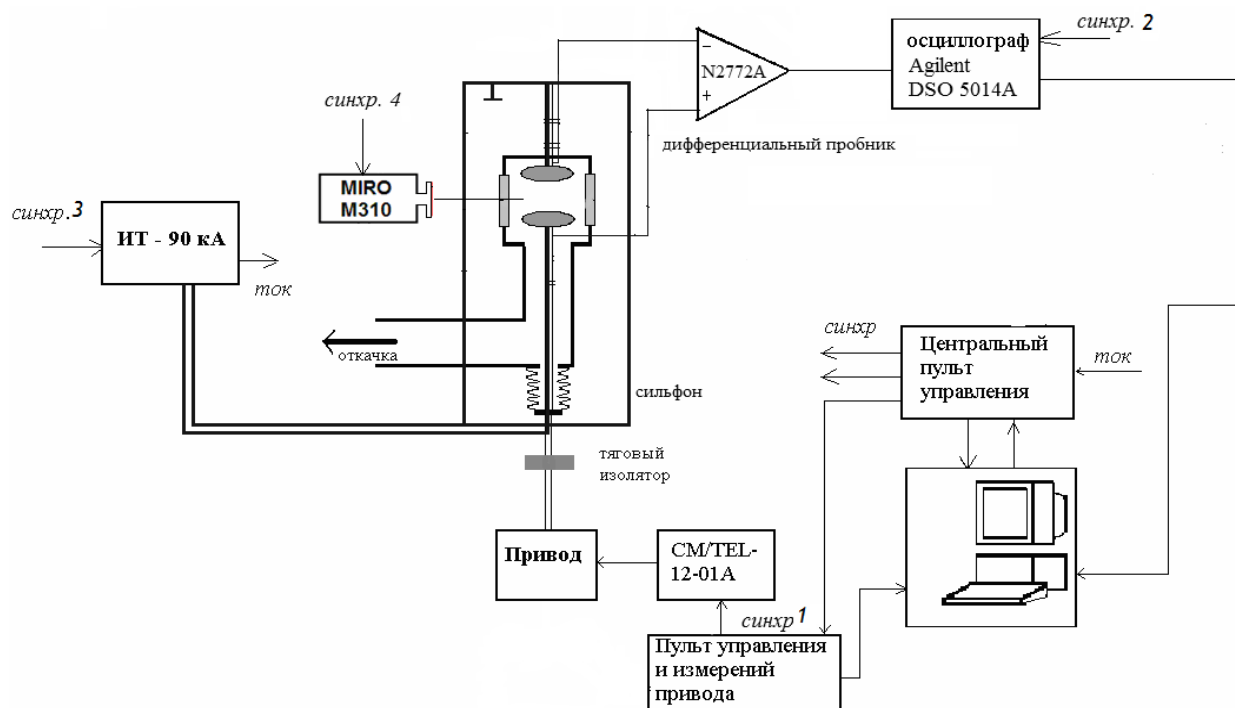 синхр. 2
осциллограф
Agilent
DSO 5014A
N2772A
−
+
дифференциальный пробник
синхр. 4
MIRO
M310
синхр.3
ИТ - 90 кА
ток
откачка
сильфон
синхр
Центральный
пульт
управления
ток
тяговый
изолятор
Привод
CM/TEL-
12-01A
синхр 1
Пульт управления
и измерений
привода